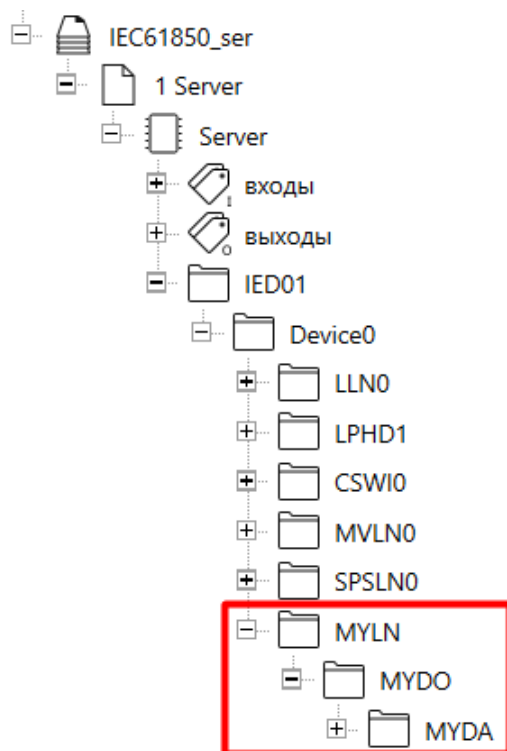 IEC61850_ser
1 Server
Server
входы
выходы
IED01
Device0
LLN0
LPHD1
CSWI0
MVLN0
SPSLN0
MYLN
MYDO
MYDA